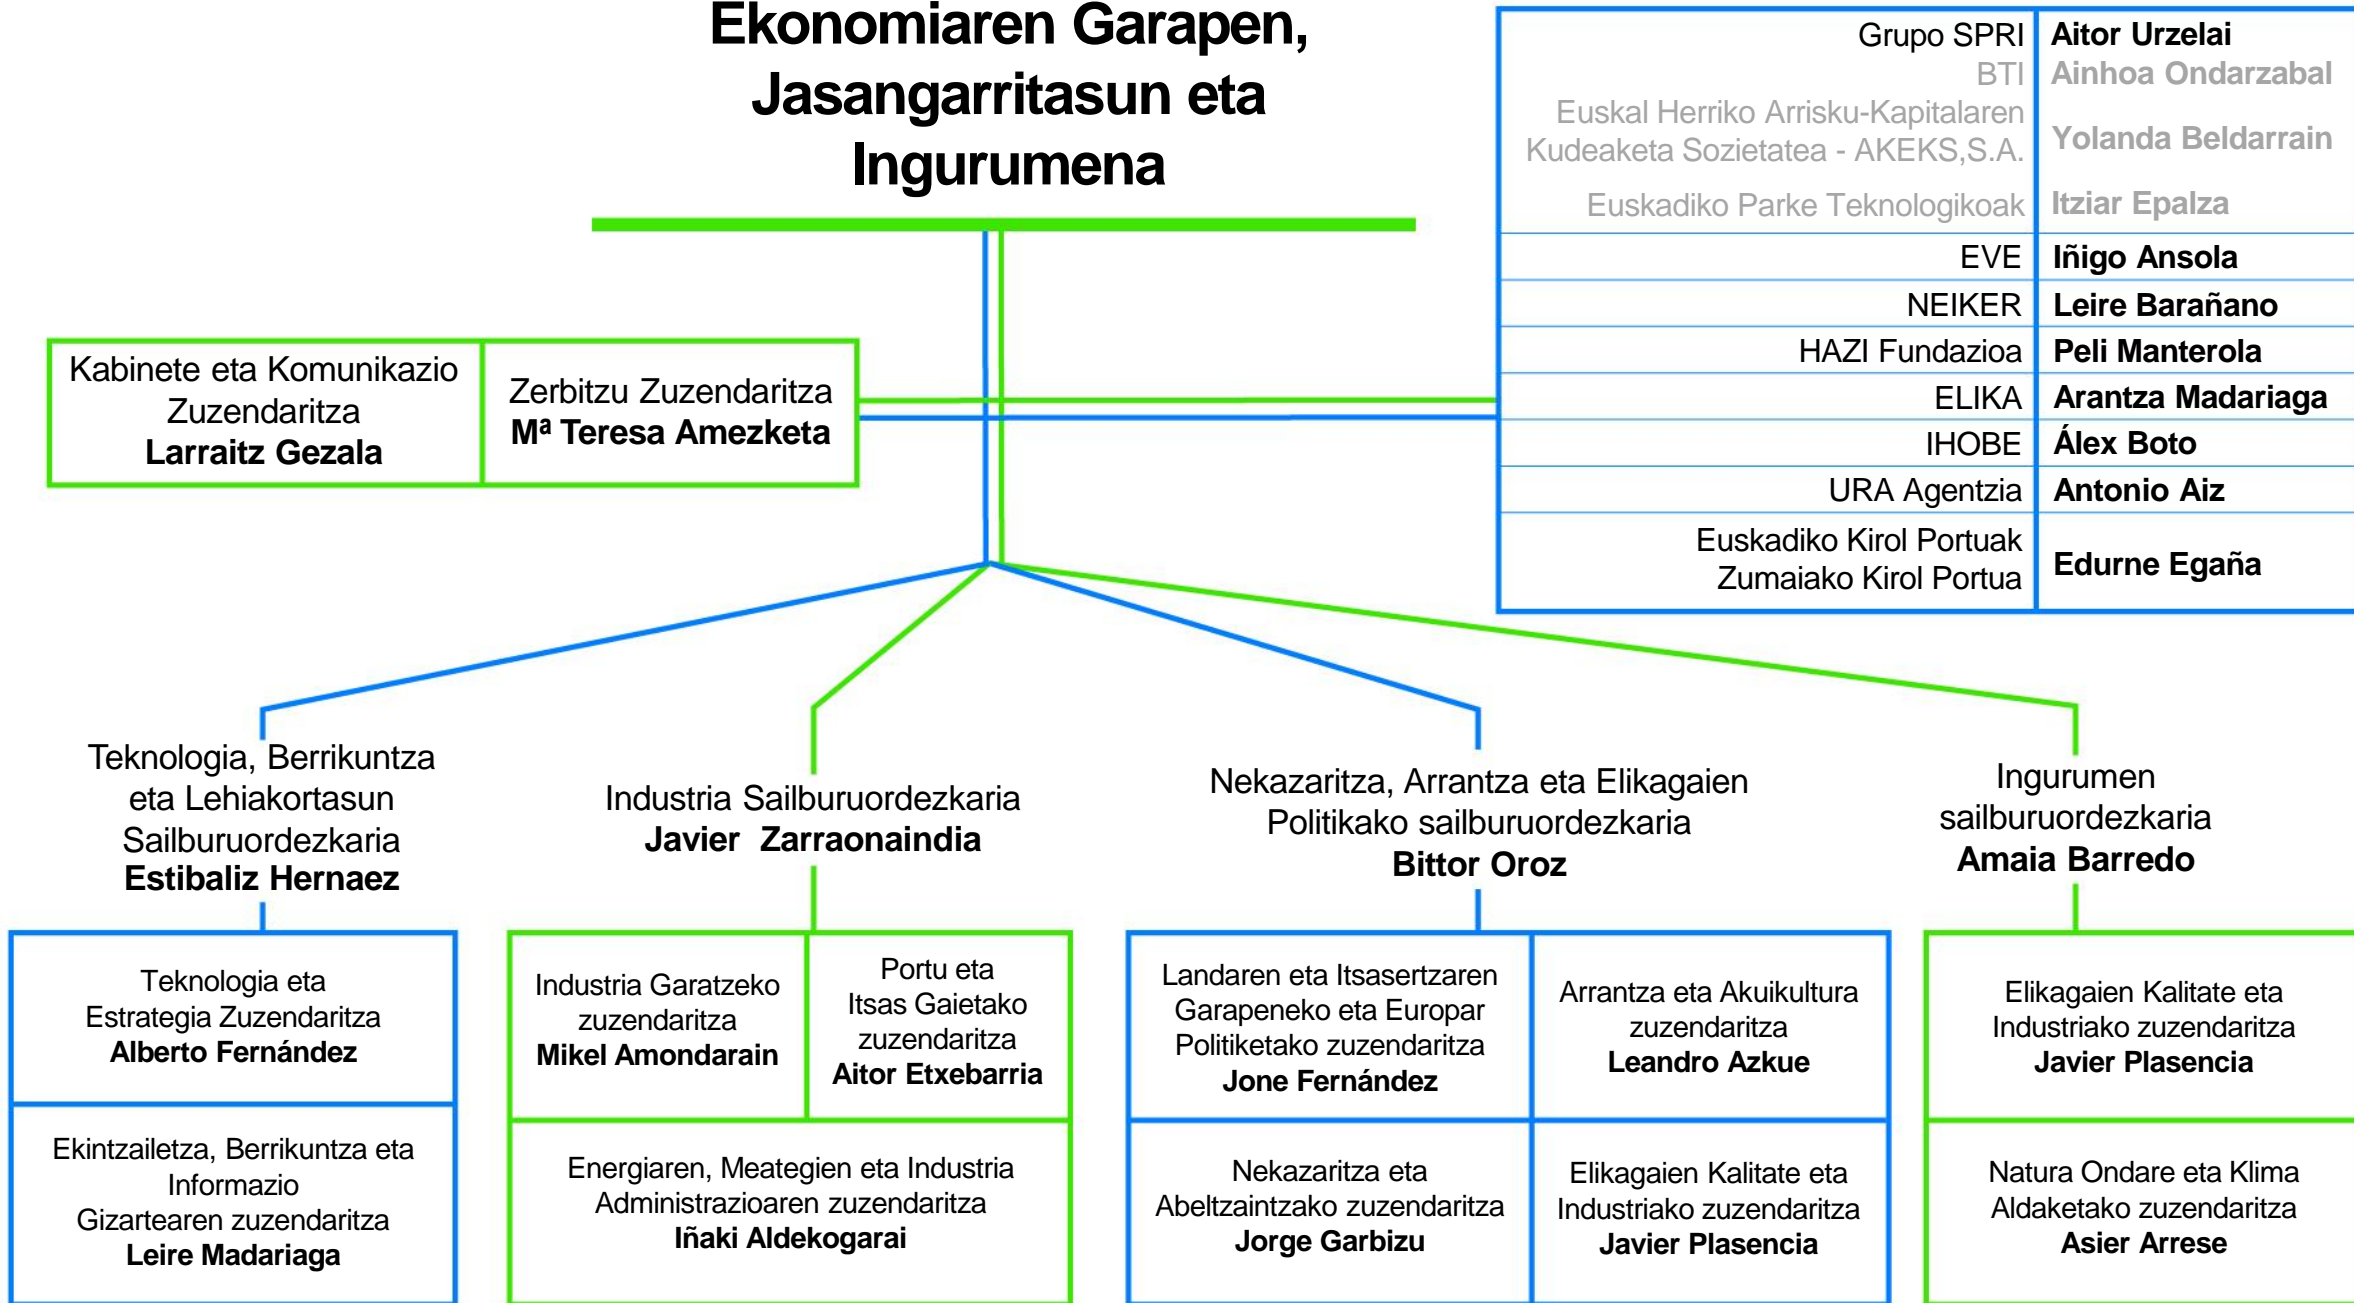 Ekonomiaren Garapen,
Jasangarritasun eta
Ingurumena
Grupo SPRI Aitor Urzelai
BTI Ainhoa Ondarzabal
Euskal Herriko Arrisku-Kapitalaren
Kudeaketa Sozietatea - AKEKS,S.A. Yolanda Beldarrain
Euskadiko Parke Teknologikoak Itziar Epalza
EVE Iñigo Ansola
NEIKER Leire Barañano
HAZI Fundazioa Peli Manterola
ELIKA Arantza Madariaga
IHOBE Álex Boto
URA Agentzia Antonio Aiz
Euskadiko Kirol Portuak
Zumaiako Kirol Portua
Edurne Egaña
Kabinete eta Komunikazio
Zuzendaritza
Larraitz Gezala
Zerbitzu Zuzendaritza
Mª Teresa Amezketa
Teknologia, Berrikuntza
eta Lehiakortasun
Sailburuordezkaria
Estibaliz Hernaez
Teknologia eta
Estrategia Zuzendaritza
Alberto Fernández
Ekintzailetza, Berrikuntza eta
Informazio
Gizartearen zuzendaritza
Leire Madariaga
Industria Sailburuordezkaria
Javier Zarraonaindia
Industria Garatzeko
zuzendaritza
Mikel Amondarain
Portu eta
Itsas Gaietako
zuzendaritza
Aitor Etxebarria
Energiaren, Meategien eta Industria
Administrazioaren zuzendaritza
Iñaki Aldekogarai
Nekazaritza, Arrantza eta Elikagaien
Politikako sailburuordezkaria
Bittor Oroz
Landaren eta Itsasertzaren
Garapeneko eta Europar
Politiketako zuzendaritza
Jone Fernández
Arrantza eta Akuikultura
zuzendaritza
Leandro Azkue
Nekazaritza eta
Abeltzaintzako zuzendaritza
Jorge Garbizu
Elikagaien Kalitate eta
Industriako zuzendaritza
Javier Plasencia
Ingurumen
sailburuordezkaria
Amaia Barredo
Elikagaien Kalitate eta
Industriako zuzendaritza
Javier Plasencia
Natura Ondare eta Klima
Aldaketako zuzendaritza
Asier Arrese